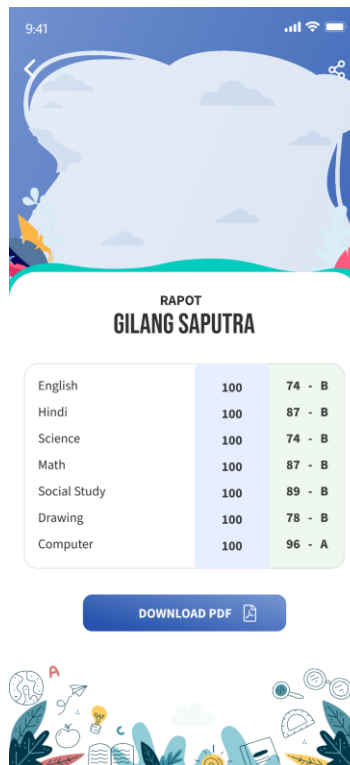 9:41
RAPOT
GILANG SAPUTRA
English 100 74 - B
Hindi 100 87 - B
Science 100 74 - B
Math 100 87 - B
Social Study 100 89 - B
Drawing 100 78 - B
Computer 100 96 - A
DOWNLOAD PDF
A
C